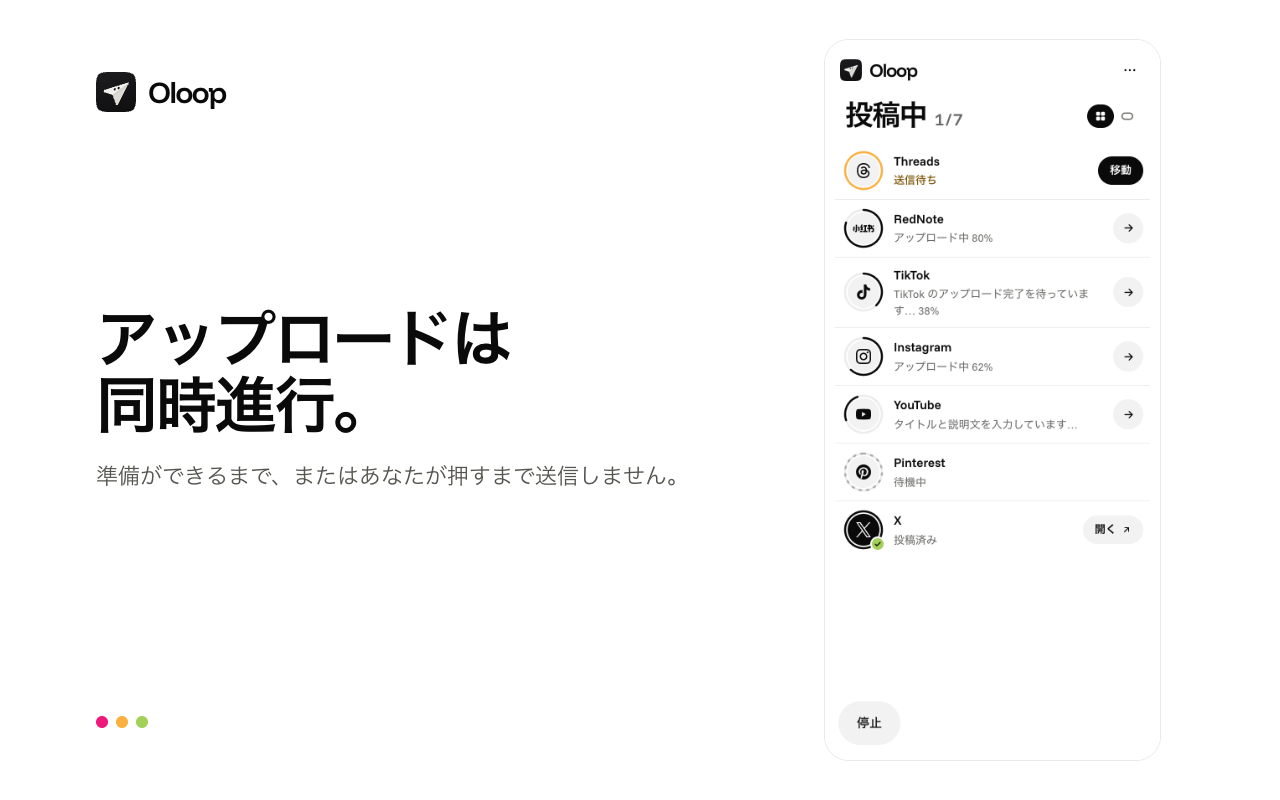 Oloop
アップロードは
同時進行。
準備ができるまで、またはあなたが押すまで送信しません。
Oloop
投稿中 1/7
Threads
送信待ち
移動
小红书
RedNote
アップロード中 80%
TikTok
TikTok のアップロード完了を待っていま
す... 38%
Instagram
アップロード中 62%
YouTube
タイトルと説明文を入力しています...
Pinterest
待機中
X
投稿済み
開く
停止